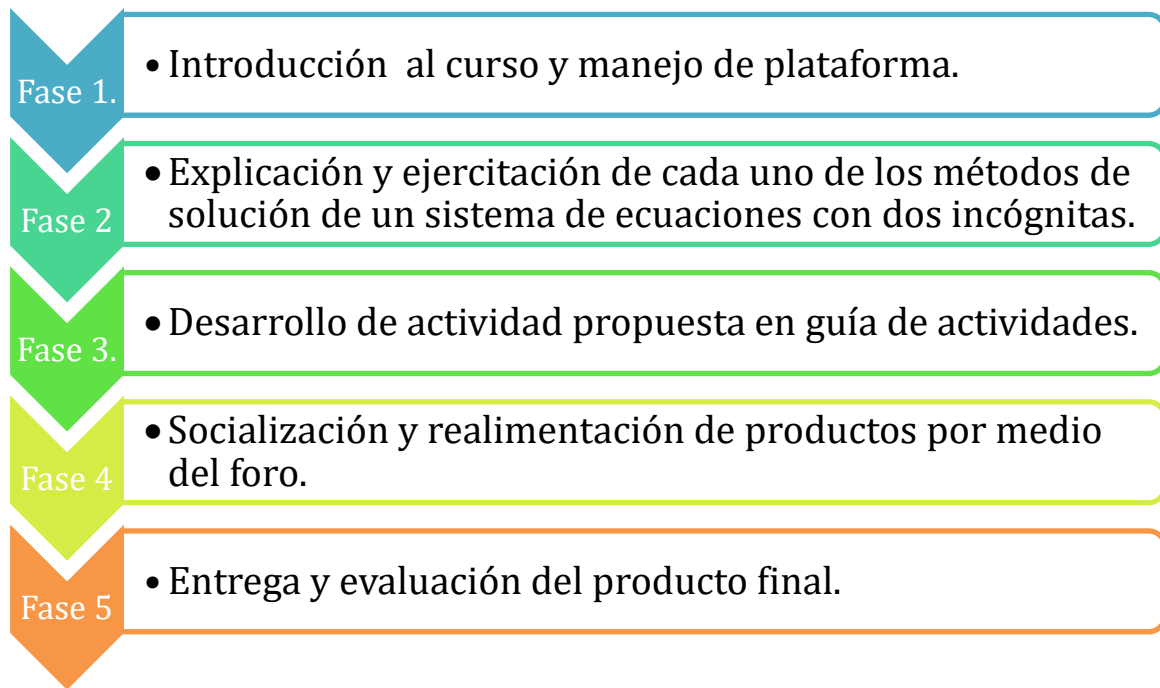 Fase 1.
• Introducción al curso y manejo de plataforma.
Fase 2
• Explicación y ejercitación de cada uno de los métodos de
solución de un sistema de ecuaciones con dos incógnitas.
Fase 3.
• Desarrollo de actividad propuesta en guía de actividades.
Fase 4
• Socialización y realimentación de productos por medio
del foro.
Fase 5
• Entrega y evaluación del producto final.